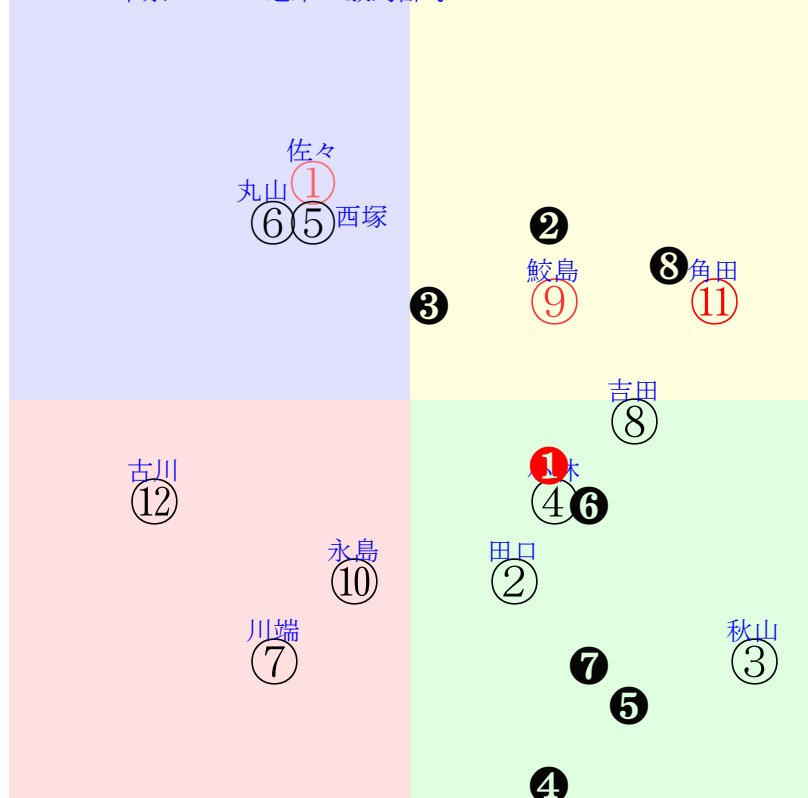 佐々
①
丸山
⑥
⑤
西塚
❷
鮫島
⑨
❽
角田
⑪
❸
吉田
⑧
❶
④
❻
古川
⑫
永島
⑩
田口
②
川端
⑦
秋山
③
❼
❺
❹